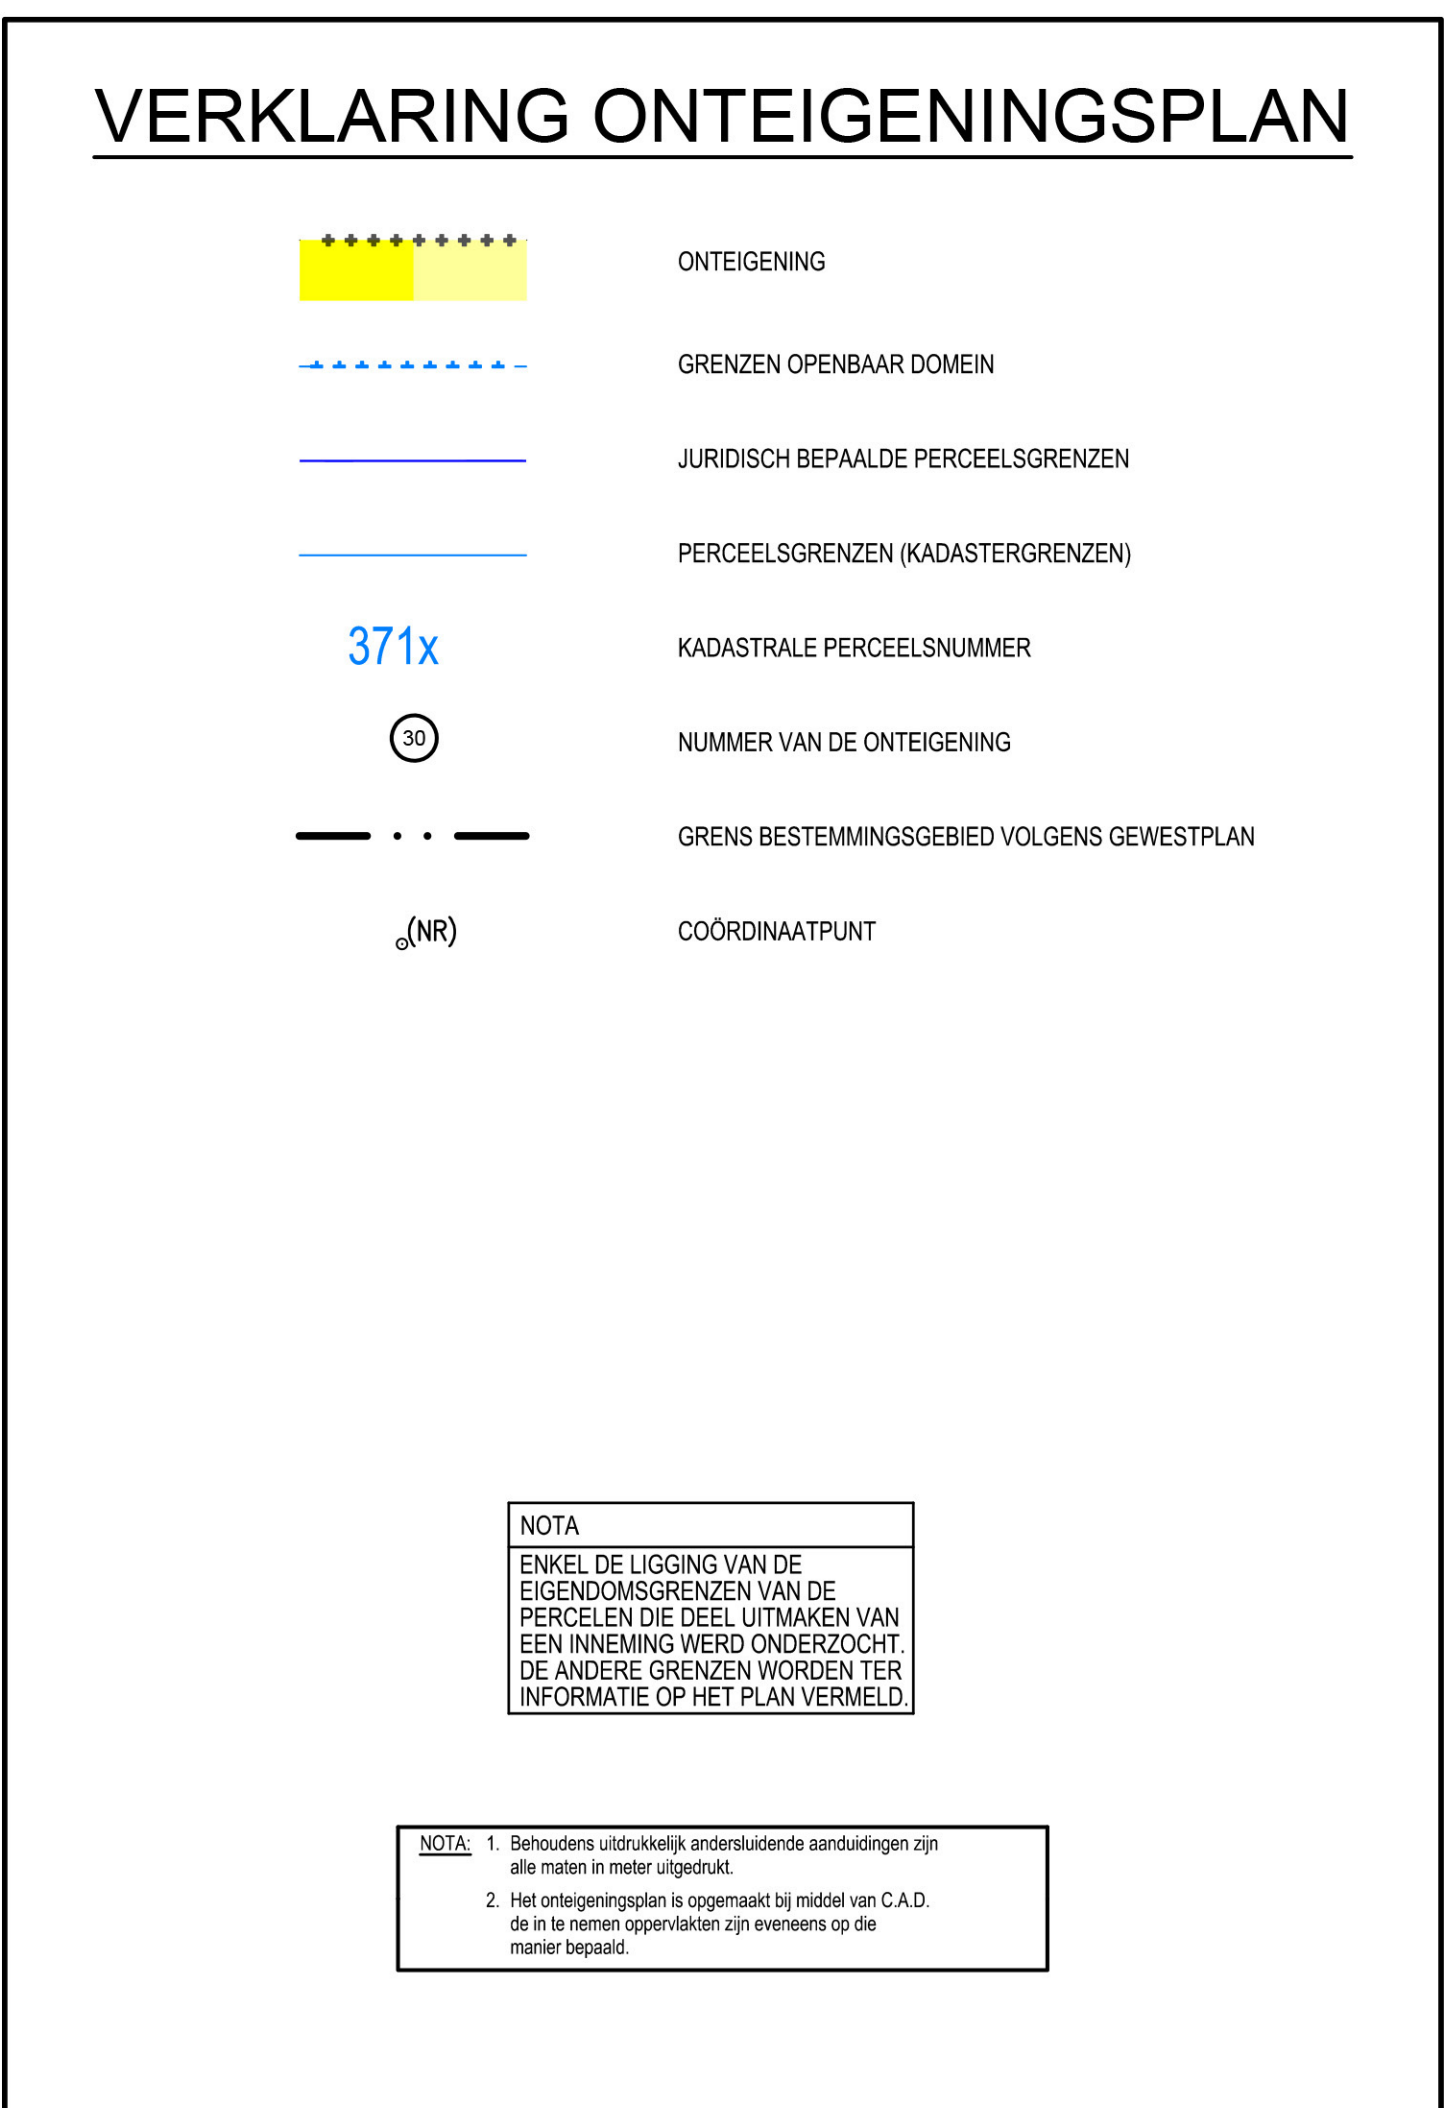 VERKLARING ONTEIGENINGSPLAN
ONTEIGENING
GRENZEN OPENBAAR DOMEIN
JURIDISCH BEPAALDE PERCEELSGRENZEN
PERCEELSGRENZEN (KADASTERGRENZEN)
371x KADASTRALE PERCEELSNUMMER
30 NUMMER VAN DE ONTEIGENING
GRENS BESTEMMINGSGEBIED VOLGENS GEWESTPLAN
(NR) COÖRDINAATPUNT
NOTA
ENKEL DE LIGGING VAN DE
EIGENDOMSGRENZEN VAN DE
PERCELEN DIE DEEL UITMAKEN VAN
EEN INNEMING WERD ONDERZOCHT.
DE ANDERE GRENZEN WORDEN TER
INFORMATIE OP HET PLAN VERMELD.
NOTA: 1. Behoudens uitdrukkelijk andersluidende aanduidingen zijn
alle maten in meter uitgedrukt.
2. Het onteigeningsplan is opgemaakt bij middel van C.A.D.
de in te nemen oppervlakten zijn eveneens op die
manier bepaald.